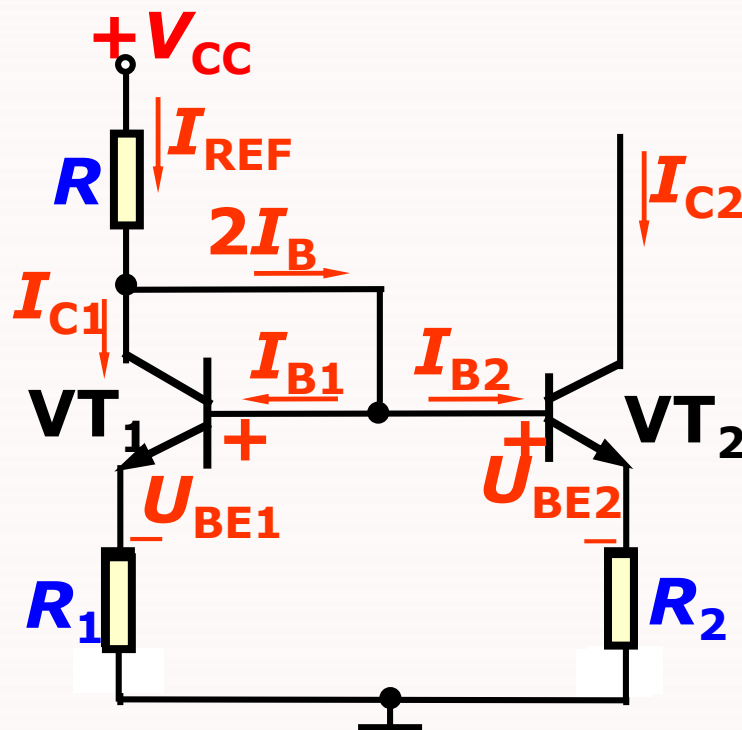 +VCC
IREF
R
IC2
2IB
IC1
IB1
IB2
VT1
+
+
VT2
UBE1
−
UBE2
−
R1
R2